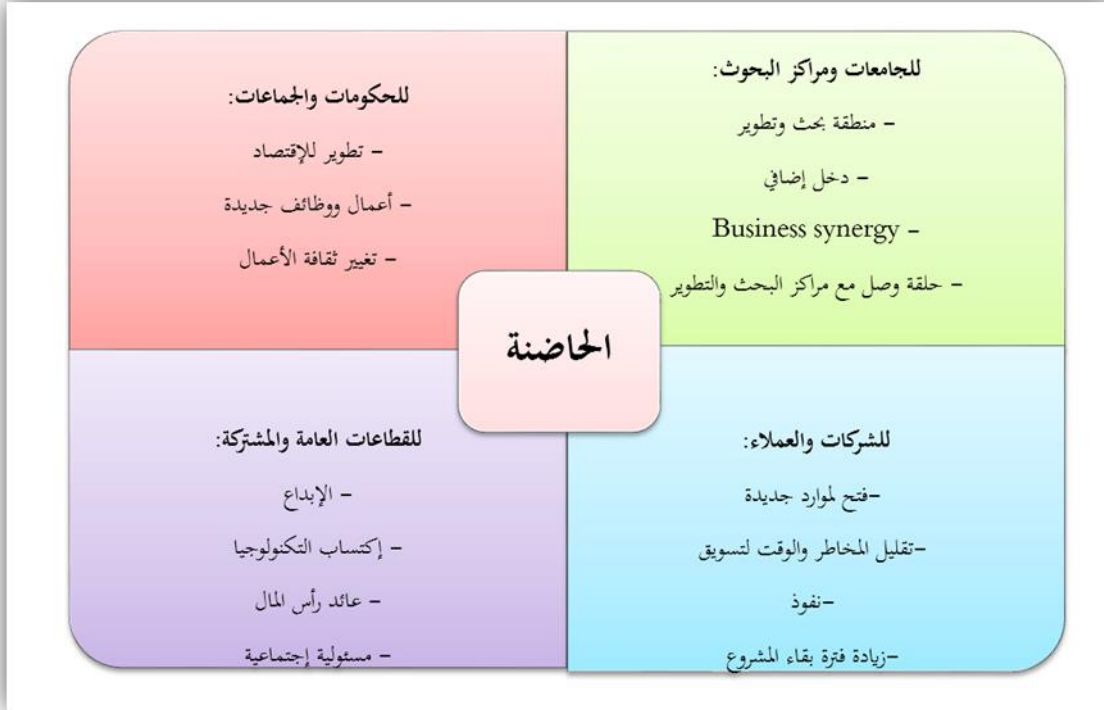 للجامعات ومراكز البحوث:
- منطقة بحث وتطوير
- دخل إضافي
- Business synergy
- حلقة وصل مع مراكز البحث والتطوير
للحكومات والجماعات:
- تطوير للإقتصاد
- أعمال ووظائف جديدة
- تغيير ثقافة الأعمال
الحاضنة
للشركات والعملاء:
-فتح لموارد جديدة
-تقليل المخاطر والوقت لتسويق
-نفوذ
-زيادة فترة بقاء المشروع
للقطاعات العامة والمشتركة:
- الإبداع
- إكتساب التكنولوجيا
- عائد رأس المال
- مسئولية إجتماعية